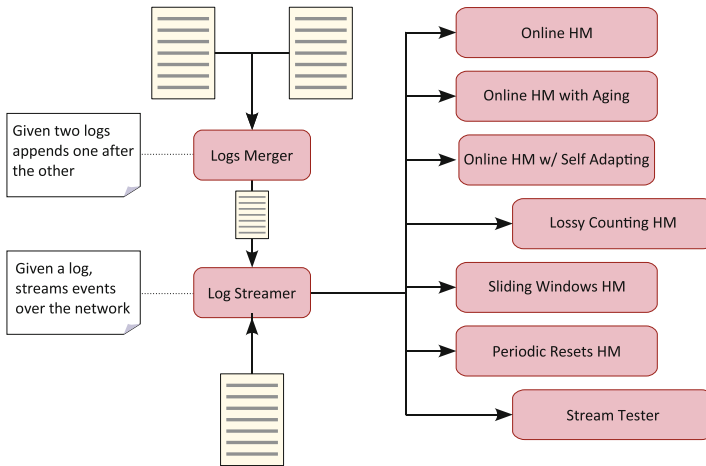 Online HM
Online HM with Aging
Given two logs
appends one after
the other
Logs Merger
Online HM w/ Self Adapting
Lossy Counting HM
Given a log,
streams events
over the network
Log Streamer
Sliding Windows HM
Periodic Resets HM
Stream Tester